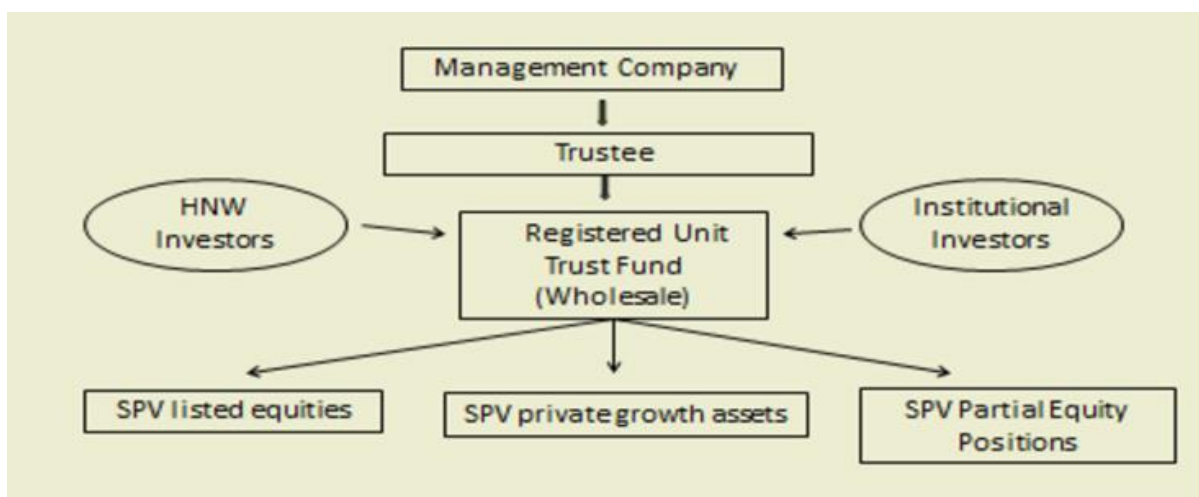 Management Company
Trustee
HNW
Investors
Registered Unit
Trust Fund
(Wholesale)
Institutional
Investors
SPV listed equities
SPV private growth assets
SPV Partial Equity
Positions